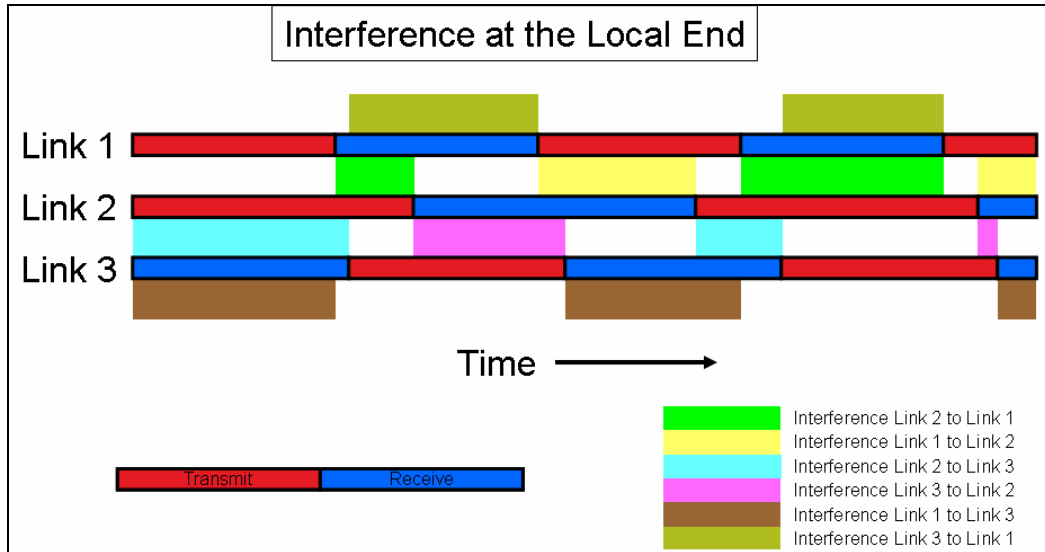 Interference at the Local End
Link 1
Link 2
Link 3
Time
Interference Link 2 to Link 1
Interference Link 1 to Link 2
Interference Link 2 to Link 3
Interference Link 3 to Link 2
Interference Link 1 to Link 3
Interference Link 3 to Link 1
Transmit Receive